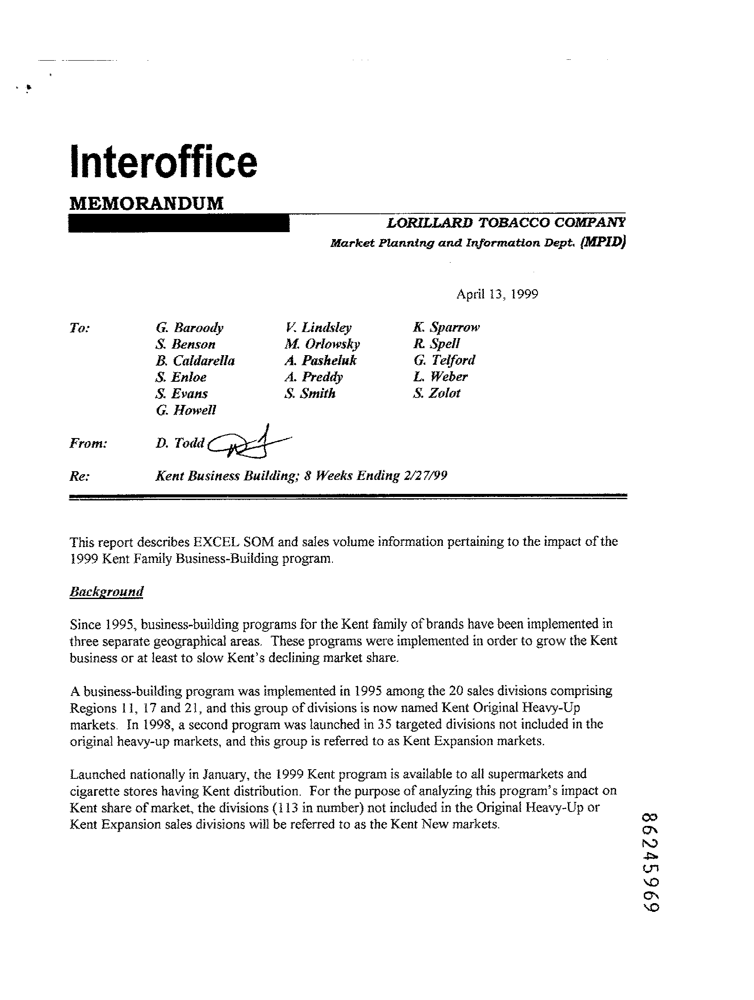 Interoffice
MEMORANDUM
LORILLARD TOBACCO COMPANY
Market Planning and Information Dept. (MPID)
April 13, 1999
To: G. Baroody V. Lindsley K. Sparrow
S. Benson M. Orlowsky R. Spell
B. Caldarella A. Pasheluk G. Telford
S. Enloe A. Preddy L. Weber
S. Evans S. Smith S. Zolot
G. Howell
From: D. Todd
Re: Kent Business Building; 8 Weeks Ending 2/27/99
This report describes EXCEL SOM and sales volume information pertaining to the impact of the
1999 Kent Family Business-Building program.
Background
Since 1995, business-building programs for the Kent family of brands have been implemented in
three separate geographical areas. These programs were implemented in order to grow the Kent
business or at least to slow Kent's declining market share.
A business-building program was implemented in 1995 among the 20 sales divisions comprising
Regions 11, 17 and 21, and this group of divisions is now named Kent Original Heavy-Up
markets. In 1998, a second program was launched in 35 targeted divisions not included in the
original heavy-up markets, and this group is referred to as Kent Expansion markets.
Launched nationally in January, the 1999 Kent program is available to all supermarkets and
cigarette stores having Kent distribution. For the purpose of analyzing this program's impact on
Kent share of market, the divisions (113 in number) not included in the Original Heavy-Up or
Kent Expansion sales divisions will be referred to as the Kent New markets.
86245969